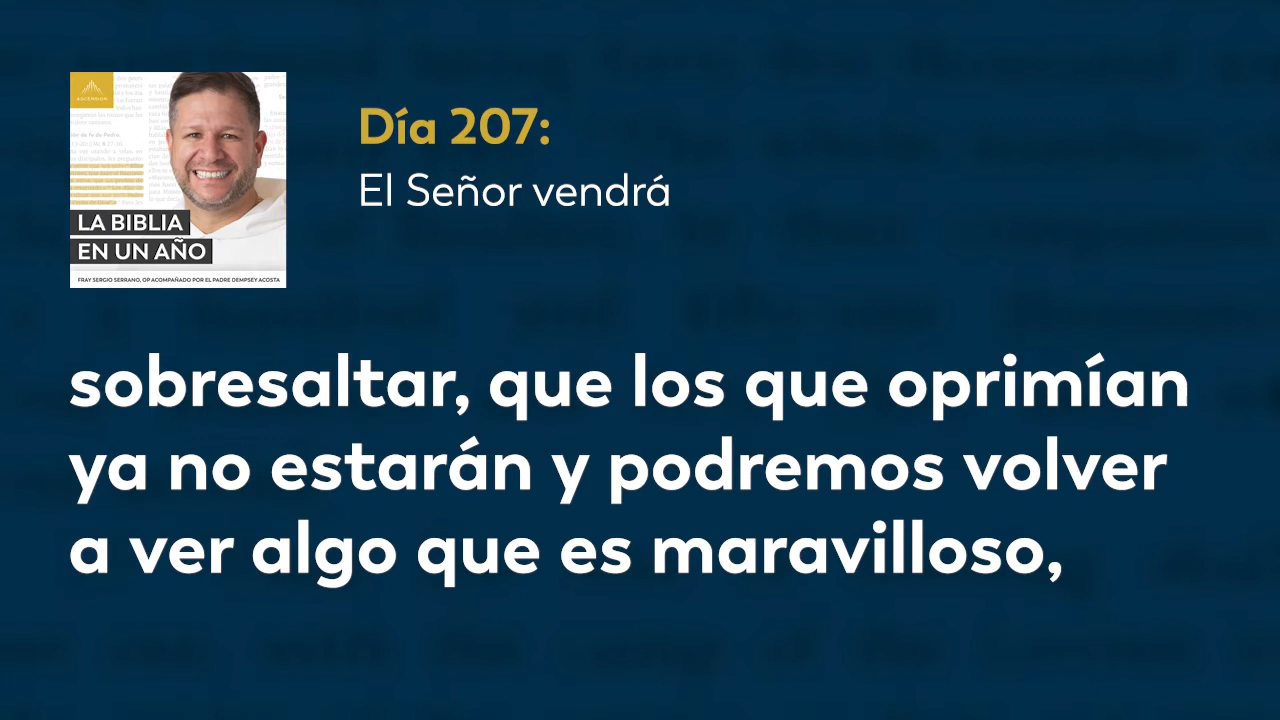 ASCENSION
LA BIBLIA
EN UN AÑO
FRAY SERGIO SERRANO, OP ACOMPAÑADO POR EL PADRE DEMPSEY ACOSTA
Día 207:
El Señor vendrá
sobresaltar, que los que oprimían
ya no estarán y podremos volver
a ver algo que es maravilloso,